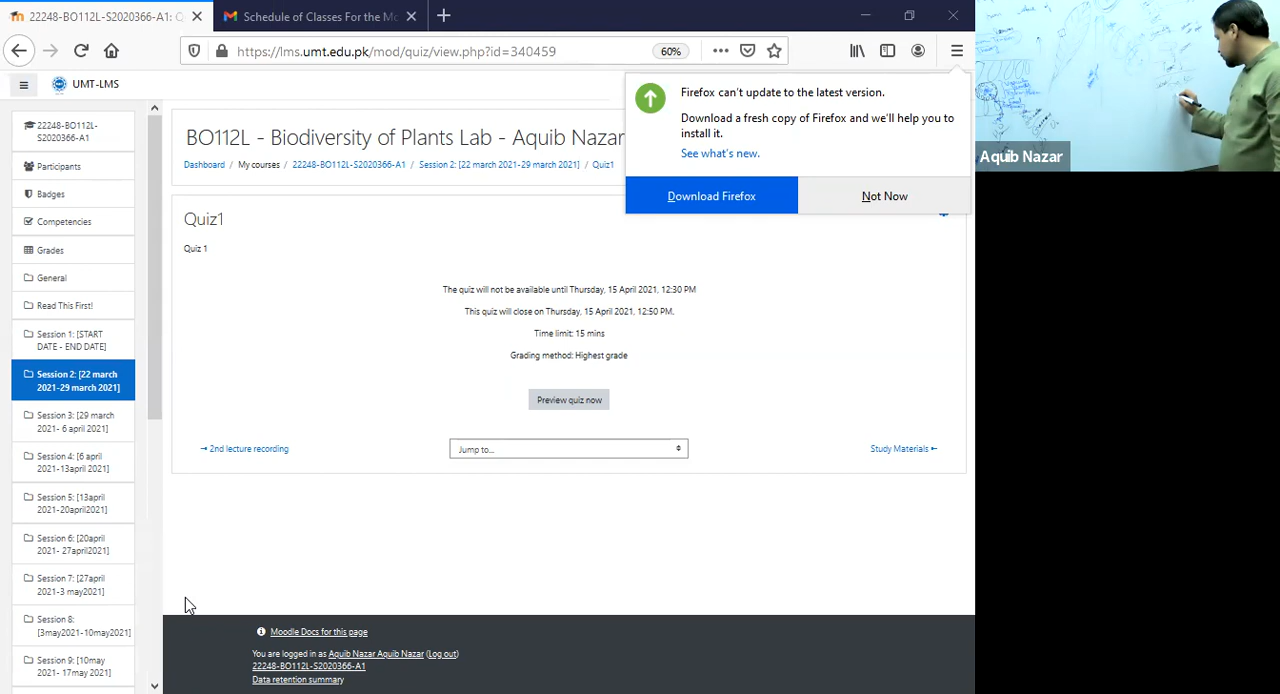 22248-BO112L-S2020366-A1: Q
Schedule of Classes For the Mo
https://lms.umt.edu.pk/mod/quiz/view.php?id=340459
60%
UMT-LMS
Firefox can't update to the latest version.
Download a fresh copy of Firefox and we'll help you to
install it.
See what's new.
Download Firefox
Not Now
22248-BO112L-
S2020366-A1
Participants
Badges
Competencies
Grades
General
Read This First!
Session 1: [START
DATE - END DATE]
Session 2: [22 march
2021-29 march 2021]
Session 3: [29 march
2021- 6 april 2021]
Session 4: [6 april
2021-13april 2021]
Session 5: [13april
2021-20april2021]
Session 6: [20april
2021- 27april2021]
Session 7: [27april
2021-3 may2021]
Session 8:
[3may2021-10may2021]
Session 9: [10may
2021- 17may 2021]
BO112L - Biodiversity of Plants Lab - Aquib Nazar
Dashboard / My courses / 22248-BO112L-S2020366-A1 / Session 2: [22 march 2021-29 march 2021] / Quiz1
Quiz1
Quiz 1
The quiz will not be available until Thursday, 15 April 2021, 12:30 PM
This quiz will close on Thursday, 15 April 2021, 12:50 PM.
Time limit: 15 mins
Grading method: Highest grade
Preview quiz now
2nd lecture recording
Jump to...
Study Materials
Moodle Docs for this page
You are logged in as Aquib Nazar Aquib Nazar (Log out)
22248-BO112L-S2020366-A1
Data retention summary
Aquib Nazar